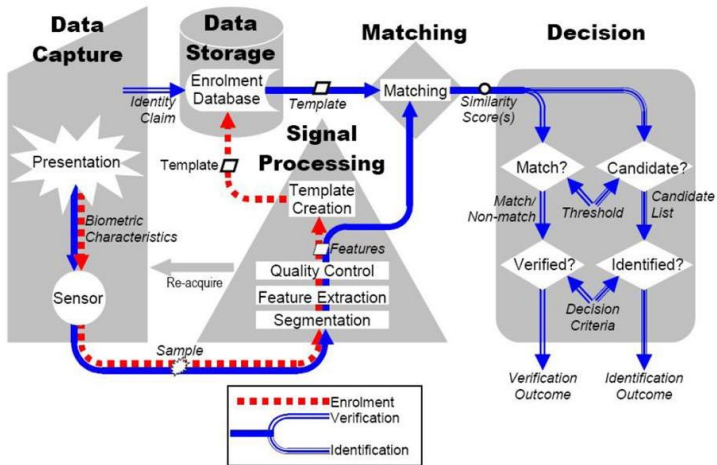 Data
Capture
Data
Storage
Matching
Decision
Identity
Claim
Enrolment
Database
Template
Matching
Similarity
Score(s)
Signal
Processing
Presentation
Template
Template
Creation
Match?
Candidate?
Biometric
Characteristics
Match/
Non-match
Threshold
Candidate
List
Features
Re-acquire
Quality Control
Feature Extraction
Segmentation
Sensor
Verified?
Identified?
Decision
Criteria
Sample
Verification
Outcome
Identification
Outcome
Enrolment
Verification
Identification